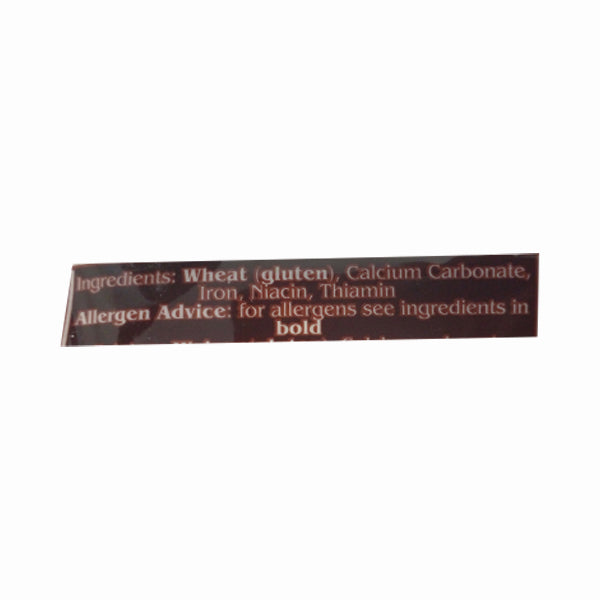 Ingredients: Wheat (gluten), Calcium Carbonate,
Iron, Niacin, Thiamin
Allergen Advice: for allergens see ingredients in
bold